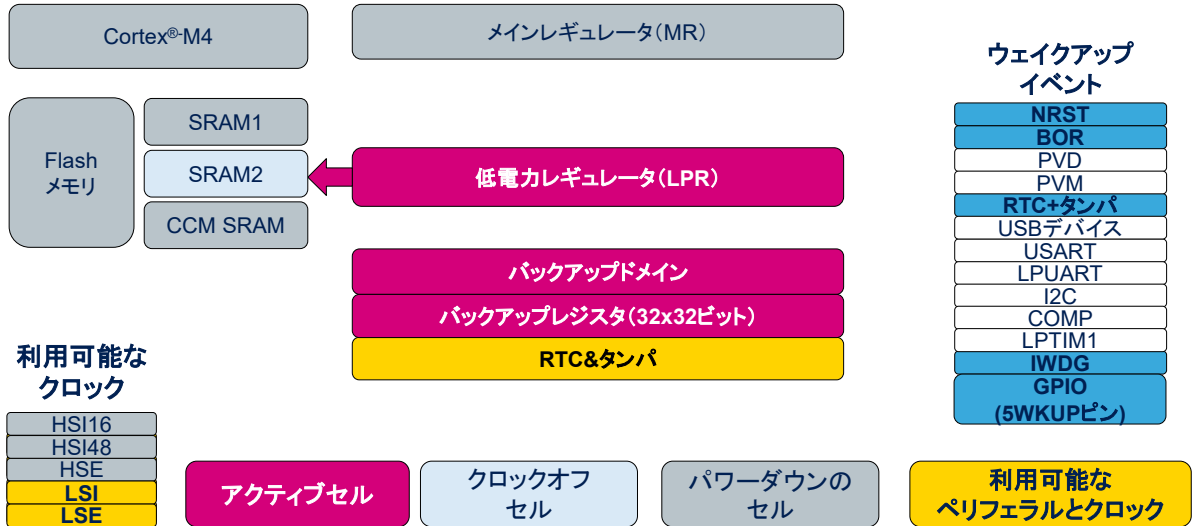 Cortex®-M4
メインレギュレータ（MR）
Flash
メモリ
SRAM1
SRAM2
CCM SRAM
低電力レギュレータ（LPR）
バックアップドメイン
バックアップレジスタ（32x32ビット）
RTC&タンパ
ウェイクアップ
イベント
NRST
BOR
PVD
PVM
RTC+タンパ
USBデバイス
USART
LPUART
I2C
COMP
LPTIM1
IWDG
GPIO
(5WKUPピン)
利用可能な
クロック
HSI16
HSI48
HSE
LSI
LSE
アクティブセル
クロックオフ
セル
パワーダウンの
セル
利用可能な
ペリフェラルとクロック